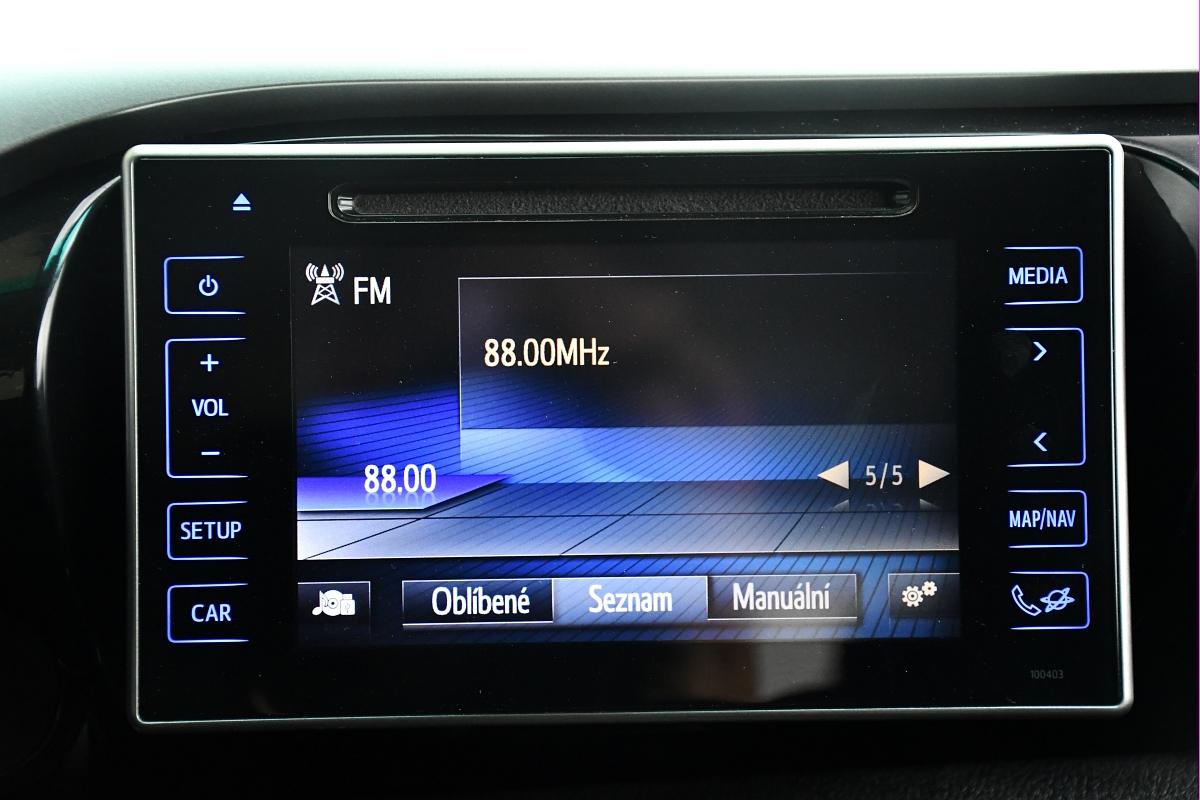 FM
88.00MHz
88.00
5/5
Oblíbené Seznam Manuální
+
VOL
−
SETUP
CAR
MEDIA
MAP/NAV
100403